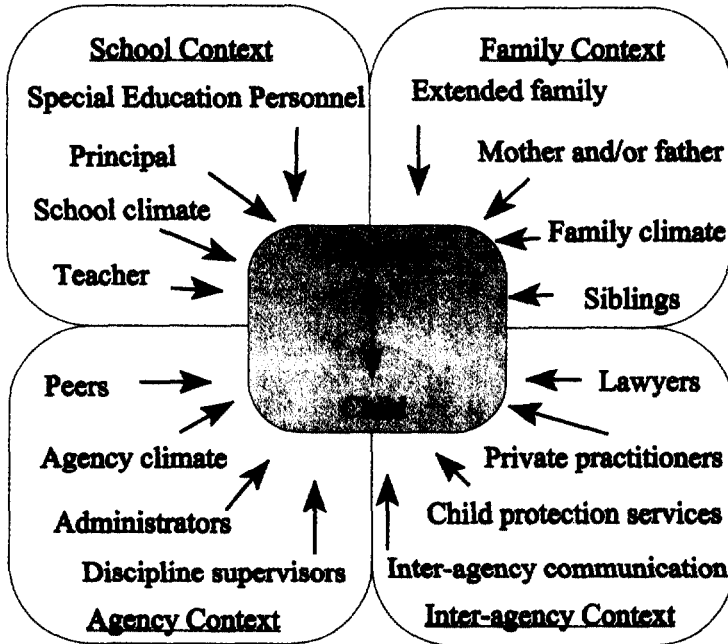 School Context
Special Education Personnel
Principal
School climate
Teacher
Family Context
Extended family
Mother and/or father
Family climate
Siblings
Child
Peers
Agency climate
Administrators
Discipline supervisors
Agency Context
Lawyers
Private practitioners
Child protection services
Inter-agency communication
Inter-agency Context